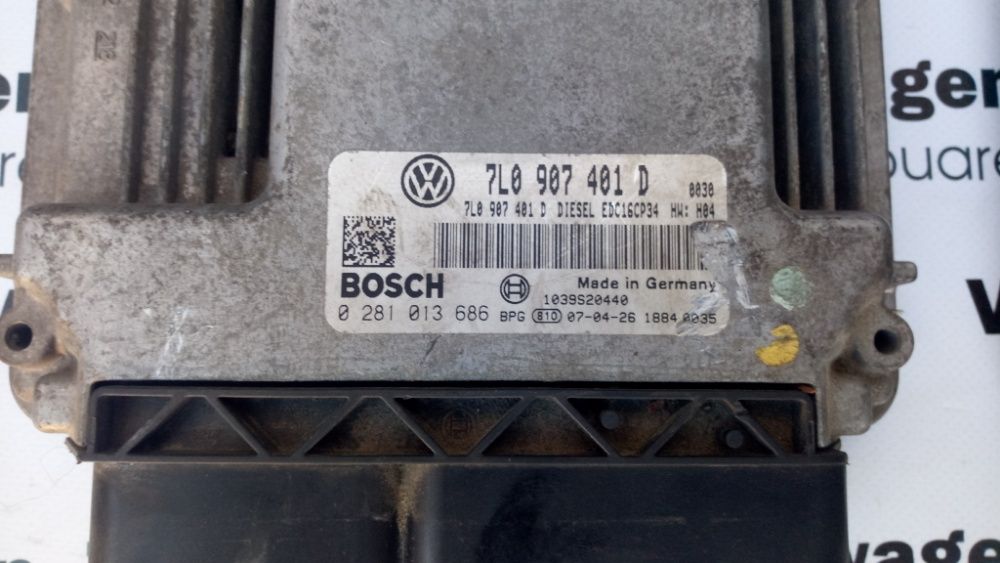 7L0 907 401 D 0030
7L0 907 401 D DIESEL EDC16CP34 HW: H04
BOSCH
Made in Germany
1039S20440
0 281 013 686 BPG 810 07-04-26 1884 0035
agen